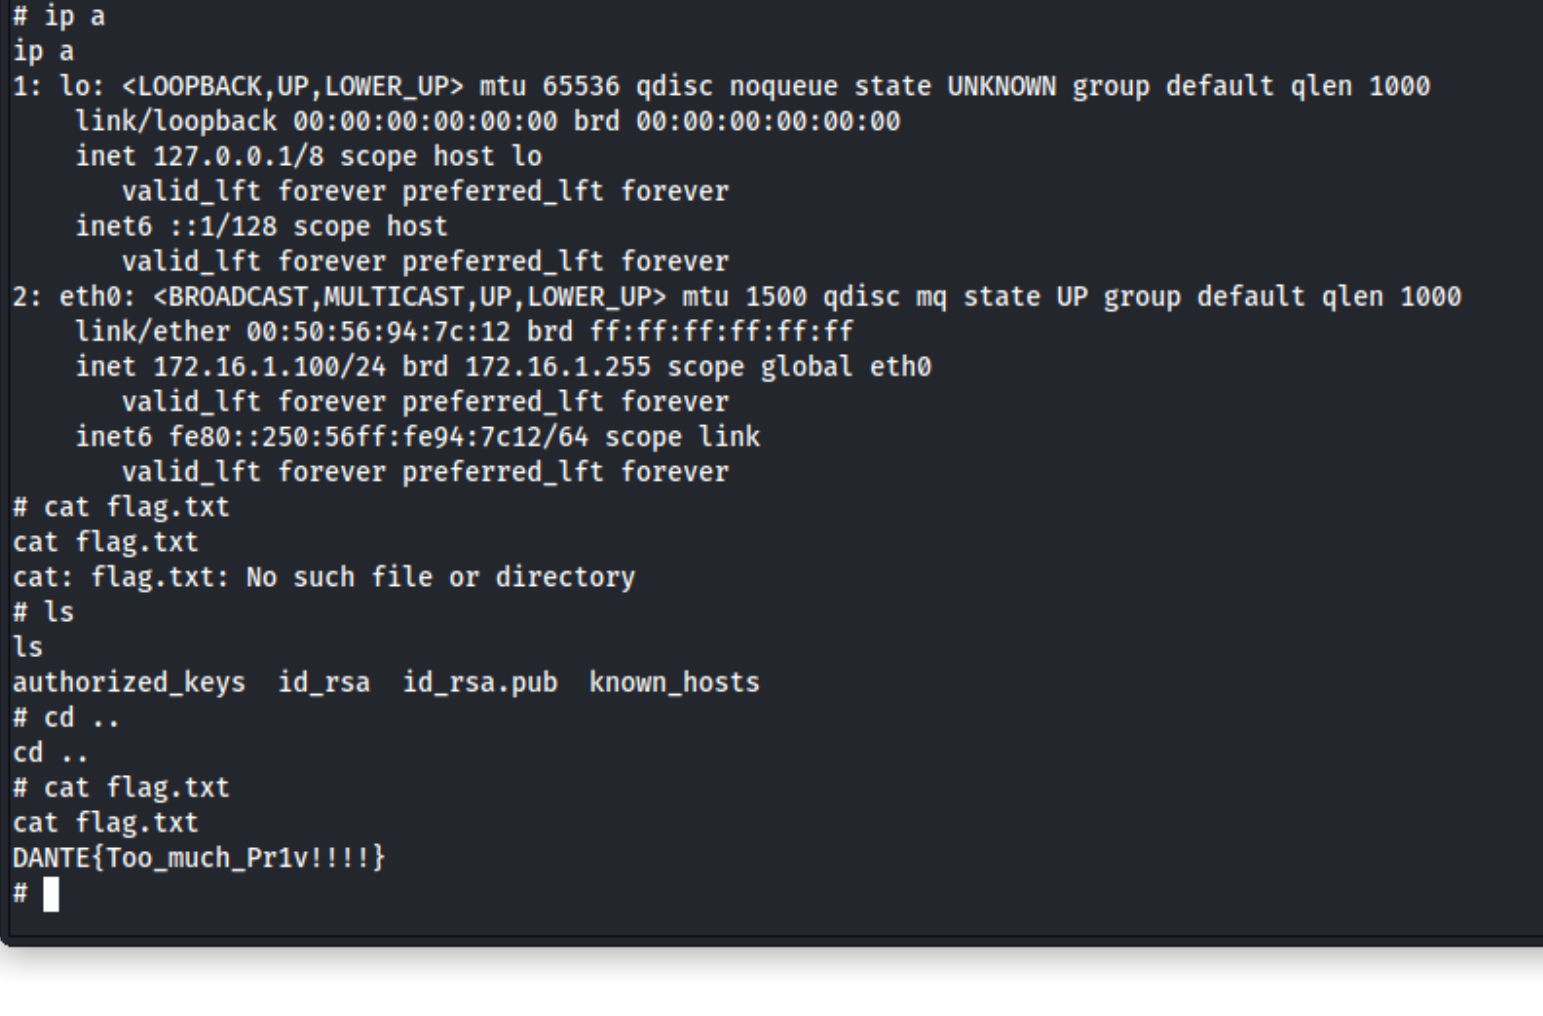 # ip a
ip a
1: lo: <LOOPBACK,UP,LOWER_UP> mtu 65536 qdisc noqueue state UNKNOWN group default qlen 1000
    link/loopback 00:00:00:00:00:00 brd 00:00:00:00:00:00
    inet 127.0.0.1/8 scope host lo
       valid_lft forever preferred_lft forever
    inet6 ::1/128 scope host
       valid_lft forever preferred_lft forever
2: eth0: <BROADCAST,MULTICAST,UP,LOWER_UP> mtu 1500 qdisc mq state UP group default qlen 1000
    link/ether 00:50:56:94:7c:12 brd ff:ff:ff:ff:ff:ff
    inet 172.16.1.100/24 brd 172.16.1.255 scope global eth0
       valid_lft forever preferred_lft forever
    inet6 fe80::250:56ff:fe94:7c12/64 scope link
       valid_lft forever preferred_lft forever
# cat flag.txt
cat flag.txt
cat: flag.txt: No such file or directory
# ls
ls
authorized_keys  id_rsa  id_rsa.pub  known_hosts
# cd ..
cd ..
# cat flag.txt
cat flag.txt
DANTE{Too_much_Pr1v!!!!}
#